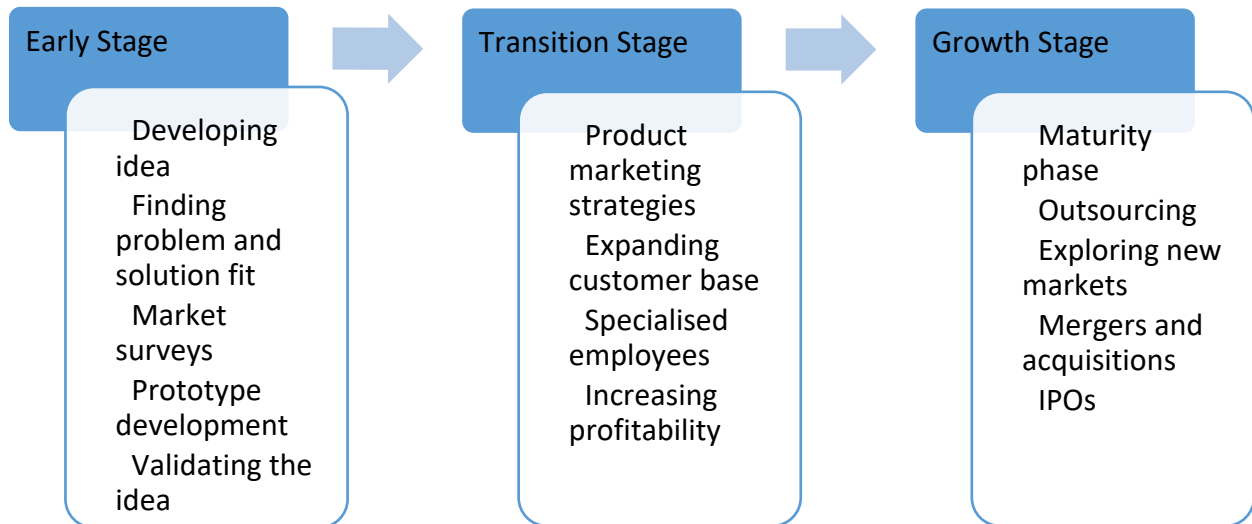 Early Stage
Developing
idea
Finding
problem and
solution fit
Market
surveys
Prototype
development
Validating the
idea
Transition Stage
Product
marketing
strategies
Expanding
customer base
Specialised
employees
Increasing
profitability
Growth Stage
Maturity
phase
Outsourcing
Exploring new
markets
Mergers and
acquisitions
IPOs